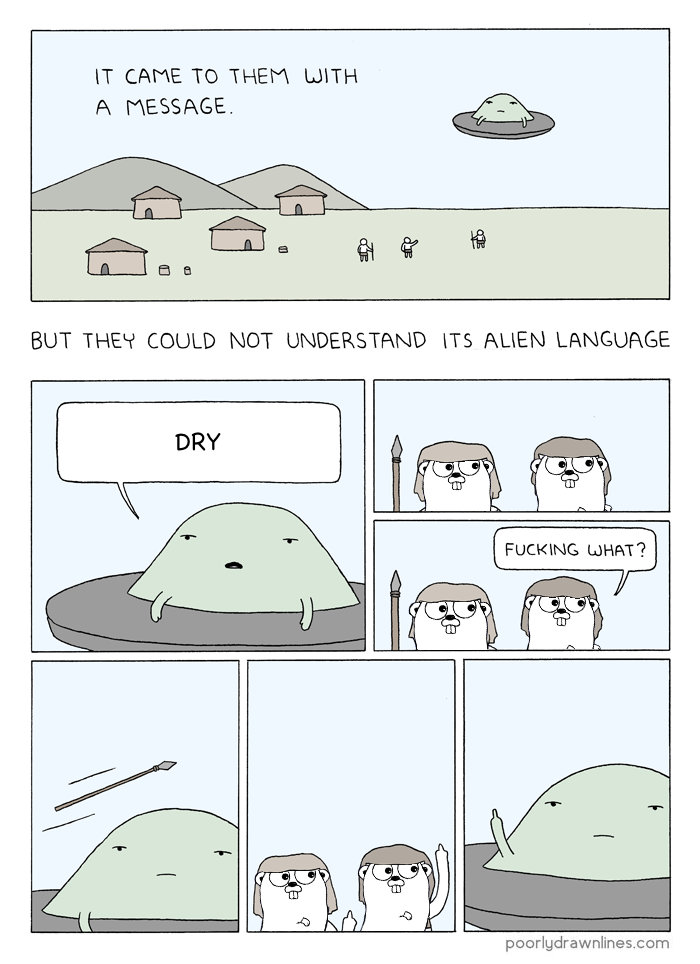 IT CAME TO THEM WITH
A MESSAGE.
BUT THEY COULD NOT UNDERSTAND ITS ALIEN LANGUAGE
DRY
FUCKING WHAT?
poorlydrawnlines.com